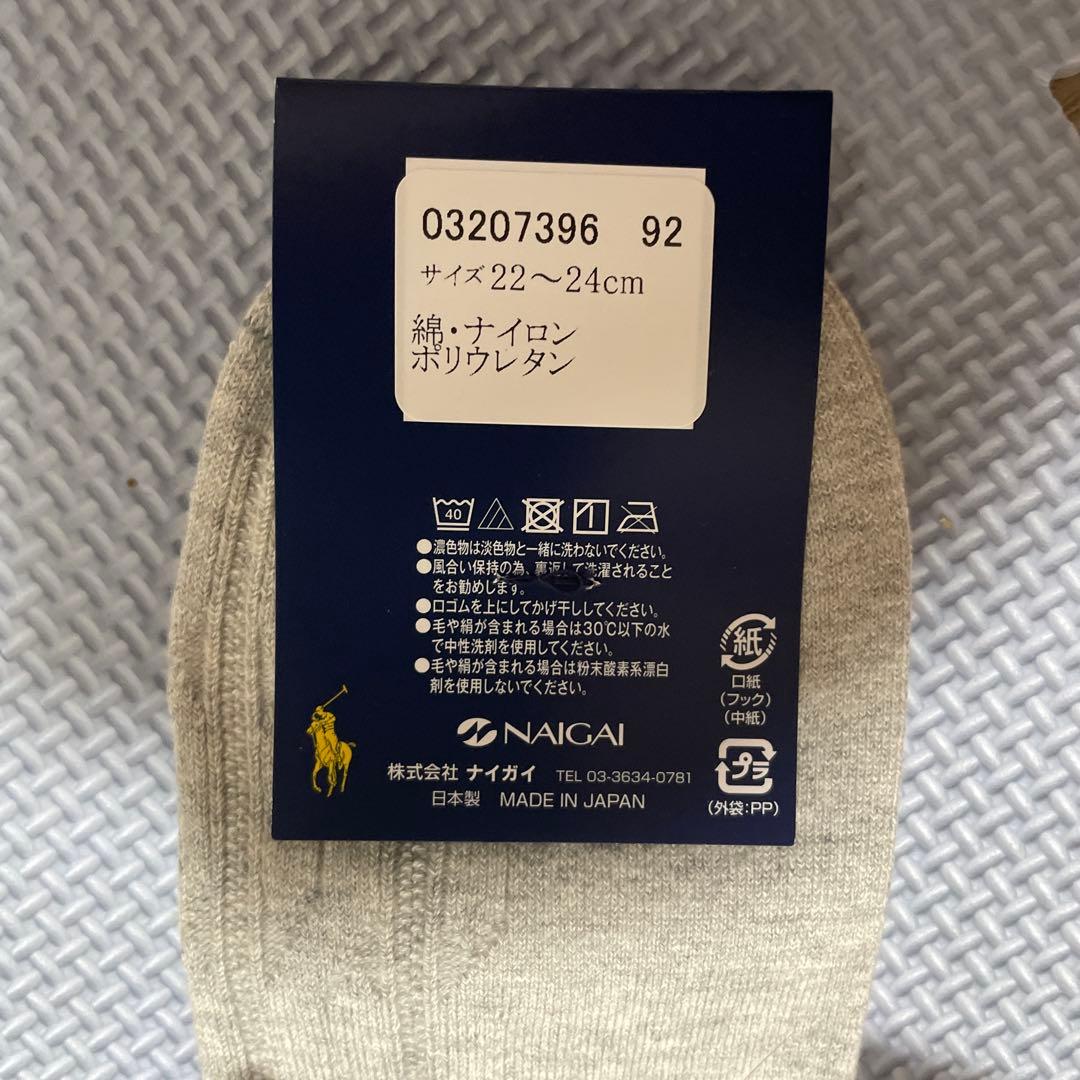 03207396 92
サイズ 22～24cm
綿・ナイロン
ポリウレタン
40
●濃色物は淡色物と一緒に洗わないでください。
●風合い保持の為、裏返して洗濯されること
をお勧めします。
●口ゴムを上にしてかげ干ししてください。
●毛や絹が含まれる場合は30℃以下の水
で中性洗剤を使用してください。
●毛や絹が含まれる場合は粉末酸素系漂白
剤を使用しないでください。
紙
口紙
(フック)
(中紙)
NAIGAI
株式会社 ナイガイ TEL 03-3634-0781
日本製 MADE IN JAPAN
プラ
(外袋:PP)